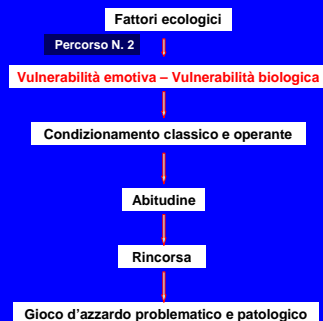 Fattori ecologici
Percorso N. 2
Vulnerabilità emotiva – Vulnerabilità biologica
Condizionamento classico e operante
Abitudine
Rincorsa
Gioco d'azzardo problematico e patologico